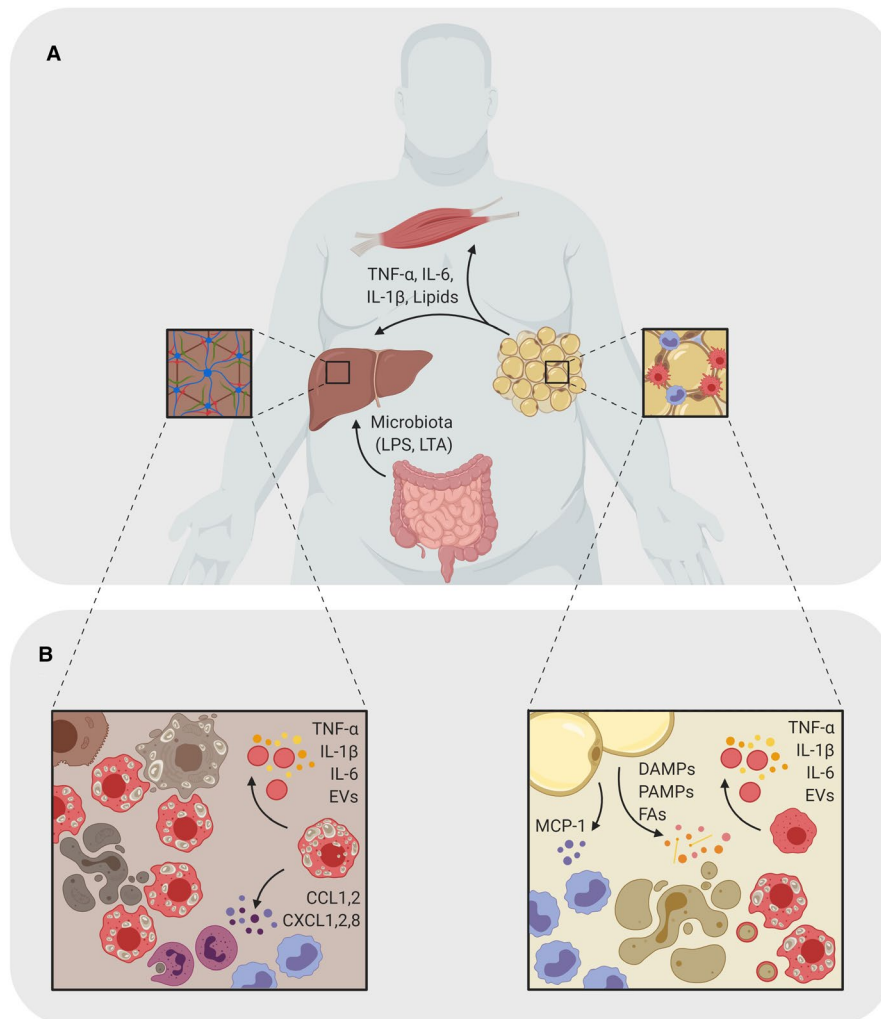 A
TNF-α, IL-6,
IL-1β, Lipids
Microbiota
(LPS, LTA)
B
TNF-α
IL-1β
IL-6
EVs
CCL1,2
CXCL1,2,8
DAMPs
PAMPs
FAs
MCP-1
TNF-α
IL-1β
IL-6
EVs